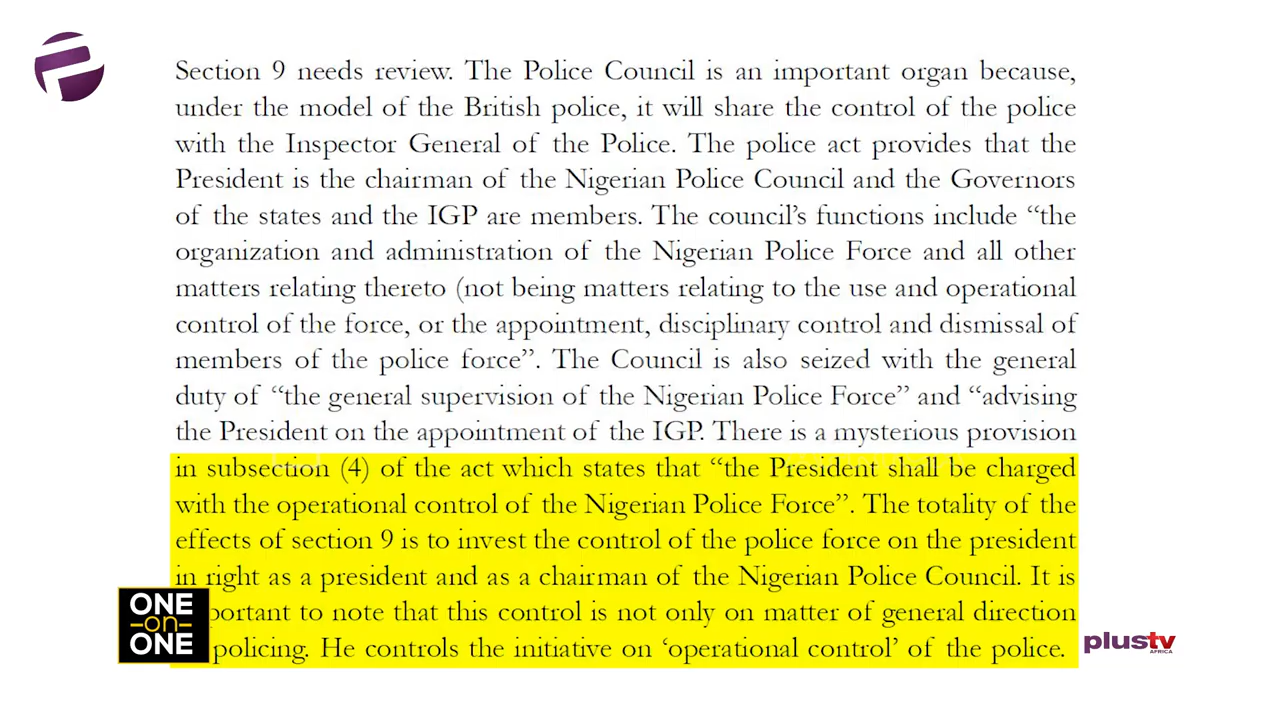 Section 9 needs review. The Police Council is an important organ because,
under the model of the British police, it will share the control of the police
with the Inspector General of the Police. The police act provides that the
President is the chairman of the Nigerian Police Council and the Governors
of the states and the IGP are members. The council’s functions include “the
organization and administration of the Nigerian Police Force and all other
matters relating thereto (not being matters relating to the use and operational
control of the force, or the appointment, disciplinary control and dismissal of
members of the police force”. The Council is also seized with the general
duty of “the general supervision of the Nigerian Police Force” and “advising
the President on the appointment of the IGP. There is a mysterious provision
in subsection (4) of the act which states that “the President shall be charged
with the operational control of the Nigerian Police Force”. The totality of the
effects of section 9 is to invest the control of the police force on the president
in right as a president and as a chairman of the Nigerian Police Council. It is
portant to note that this control is not only on matter of general direction
policing. He controls the initiative on ‘operational control’ of the police.
ONE
on
ONE
plustv
AFRICA